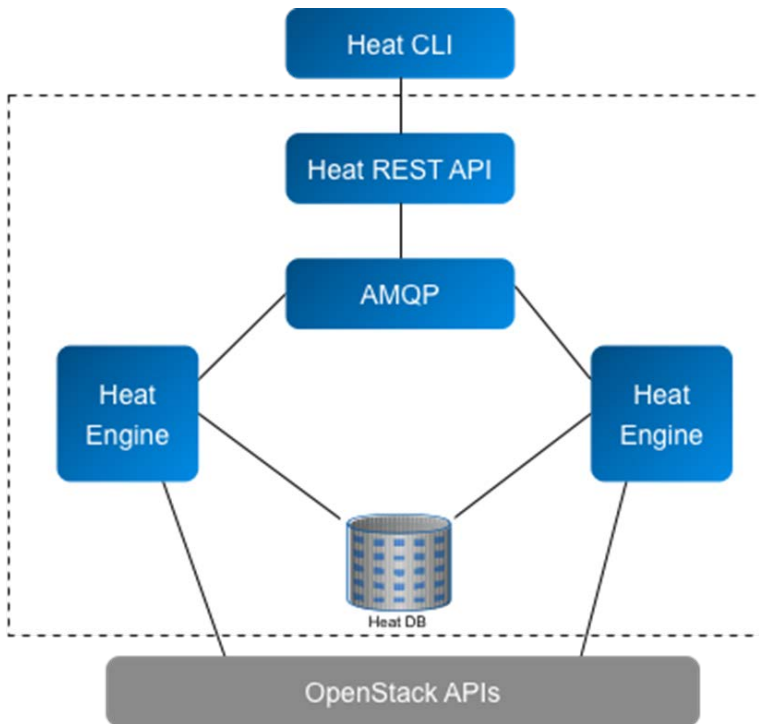 Heat CLI
Heat REST API
AMQP
Heat
Engine
Heat
Engine
Heat DB
OpenStack APIs